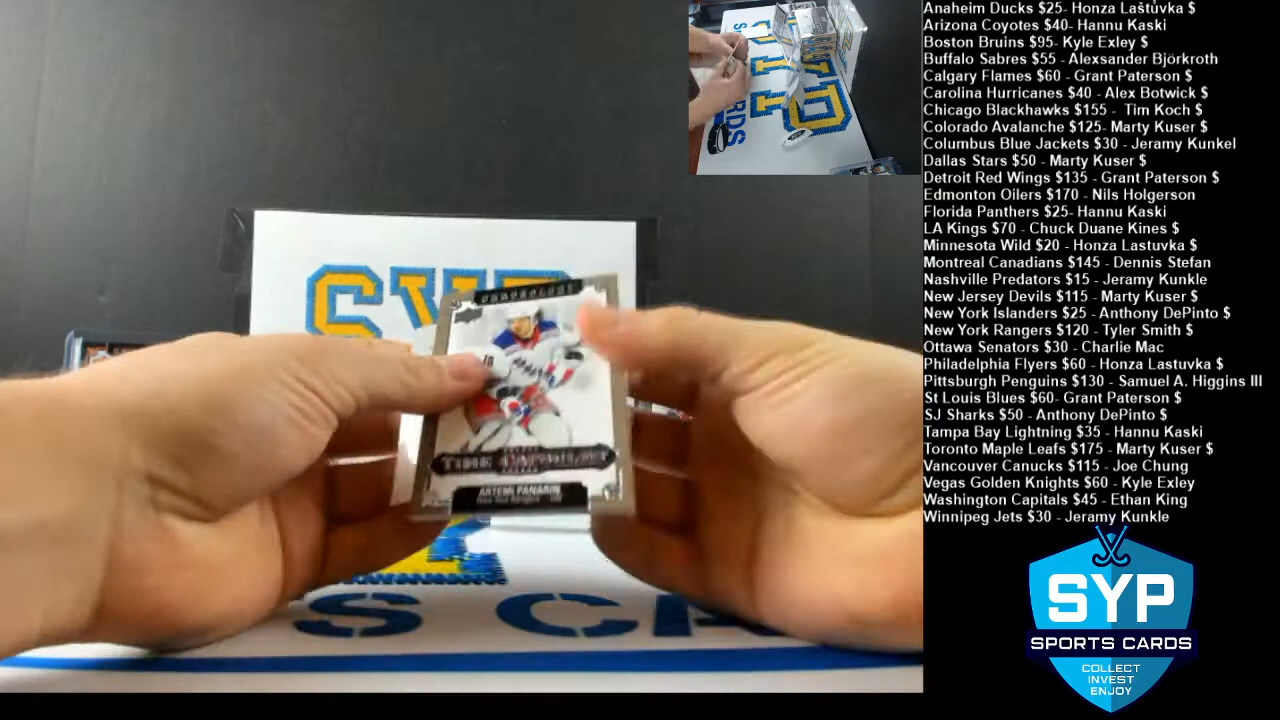 Anaheim Ducks $25- Honza Laštůvka $
Arizona Coyotes $40- Hannu Kaski
Boston Bruins $95- Kyle Exley $
Buffalo Sabres $55 - Alexsander Björkroth
Calgary Flames $60 - Grant Paterson $
Carolina Hurricanes $40 - Alex Botwick $
Chicago Blackhawks $155 - Tim Koch $
Colorado Avalanche $125- Marty Kuser $
Columbus Blue Jackets $30 - Jeramy Kunkel
Dallas Stars $50 - Marty Kuser $
Detroit Red Wings $135 - Grant Paterson $
Edmonton Oilers $170 - Nils Holgerson
Florida Panthers $25- Hannu Kaski
LA Kings $70 - Chuck Duane Kines $
Minnesota Wild $20 - Honza Lastuvka $
Montreal Canadians $145 - Dennis Stefan
Nashville Predators $15 - Jeramy Kunkle
New Jersey Devils $115 - Marty Kuser $
New York Islanders $25 - Anthony DePinto $
New York Rangers $120 - Tyler Smith $
Ottawa Senators $30 - Charlie Mac
Philadelphia Flyers $60 - Honza Lastuvka $
Pittsburgh Penguins $130 - Samuel A. Higgins III
St Louis Blues $60- Grant Paterson $
SJ Sharks $50 - Anthony DePinto $
Tampa Bay Lightning $35 - Hannu Kaski
Toronto Maple Leafs $175 - Marty Kuser $
Vancouver Canucks $115 - Joe Chung
Vegas Golden Knights $60 - Kyle Exley
Washington Capitals $45 - Ethan King
Winnipeg Jets $30 - Jeramy Kunkle
SYP
SPORTS CARDS
COLLECT
INVEST
ENJOY
SYP
TIME
ARTEMI PANARIN
S CA